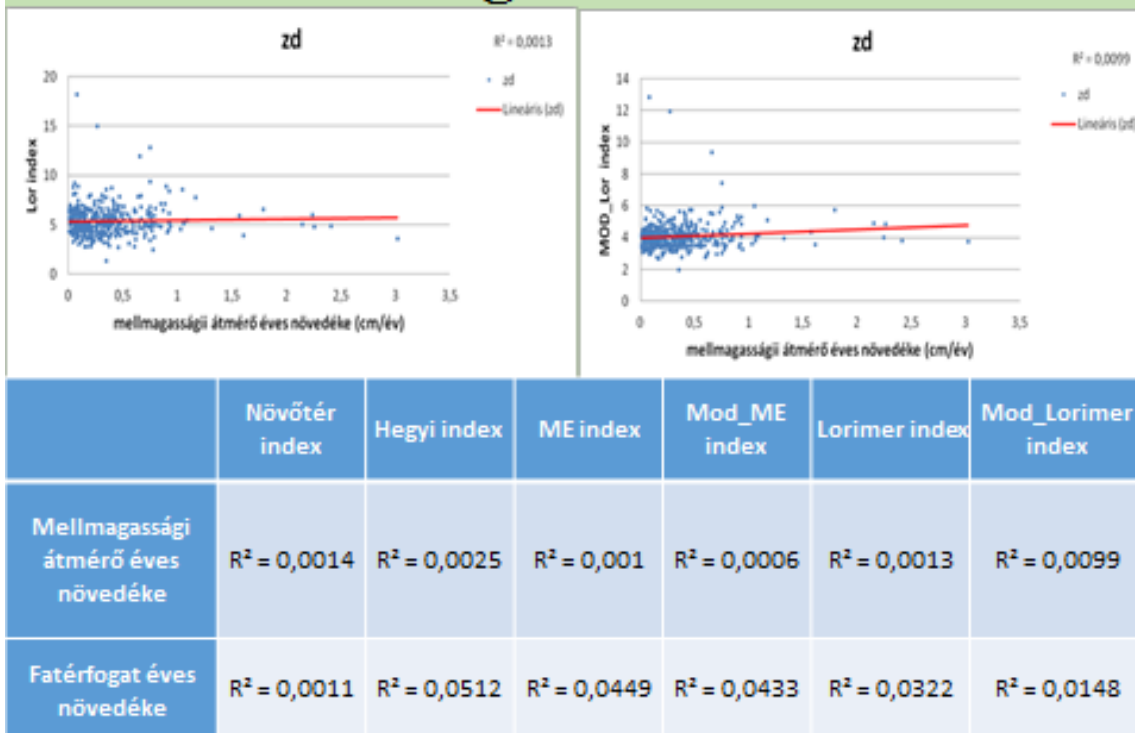 zd
R² = 0,0013
20
15
10
5
0
Lor index
zd
Lineáris (zd)
0 0,5 1 1,5 2 2,5 3 3,5
mellmagasságii átmérő éves növedéke (cm/év)
zd
R² = 0,0099
14
12
10
8
6
4
2
0
MOD_Lor index
zd
Lineáris (zd)
0 0,5 1 1,5 2 2,5 3 3,5
mellmagasságii átmérő éves növedéke (cm/év)
Növőtér index Hegyi index ME index Mod_ME index Lorimer index Mod_Lorimer index
Mellmagassági átmérő éves növedéke R² = 0,0014 R² = 0,0025 R² = 0,001 R² = 0,0006 R² = 0,0013 R² = 0,0099
Fatérfogat éves növedéke R² = 0,0011 R² = 0,0512 R² = 0,0449 R² = 0,0433 R² = 0,0322 R² = 0,0148